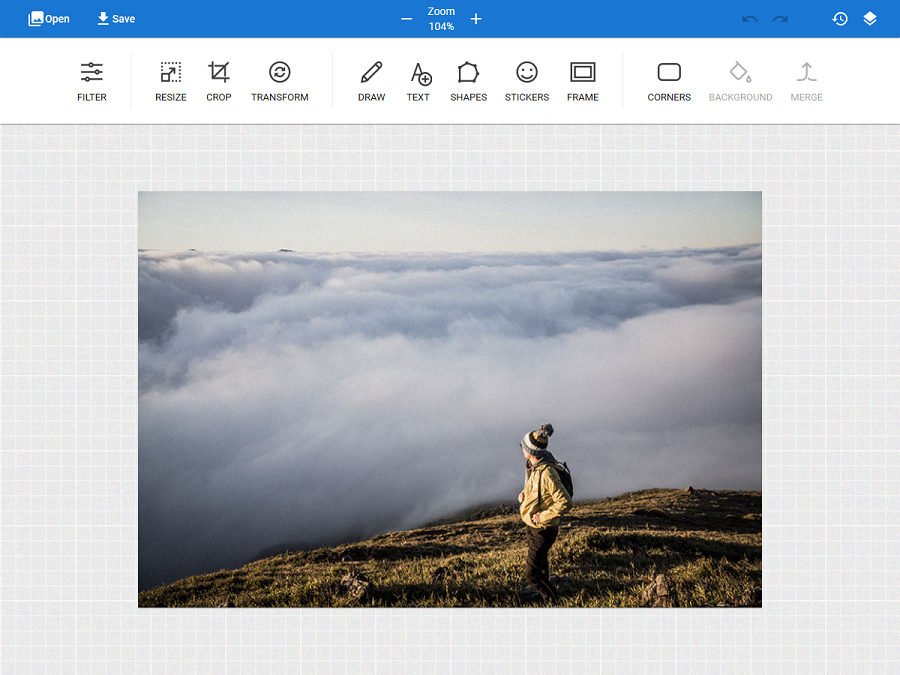 Open
Save
Zoom
104%
FILTER
RESIZE
CROP
TRANSFORM
DRAW
TEXT
SHAPES
STICKERS
FRAME
CORNERS
BACKGROUND
MERGE